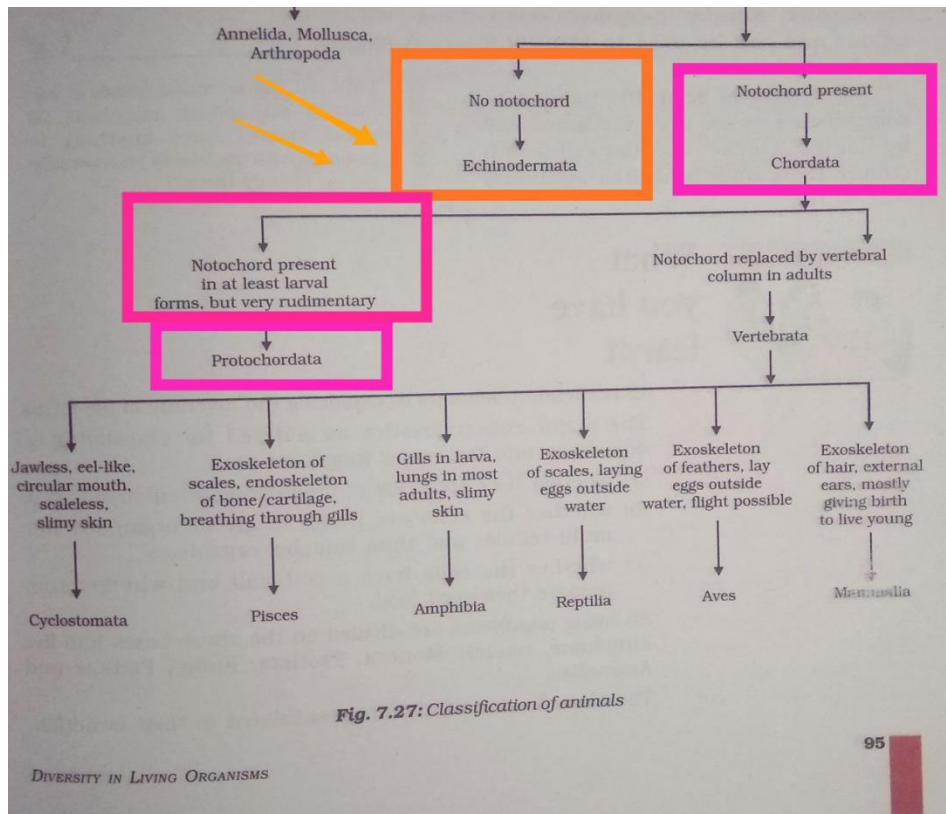 Annelida, Mollusca,
Arthropoda
No notochord
Echinodermata
Notochord present
Chordata
Notochord present
in at least larval
forms, but very rudimentary
Protochordata
Notochord replaced by vertebral
column in adults
Vertebrata
Jawless, eel-like,
circular mouth,
scaleless,
slimy skin
Cyclostomata
Exoskeleton of
scales, endoskeleton
of bone/cartilage,
breathing through gills
Pisces
Gills in larva,
lungs in most
adults, slimy
skin
Amphibia
Exoskeleton
of scales, laying
eggs outside
water
Reptilia
Exoskeleton
of feathers, lay
eggs outside
water, flight possible
Aves
Exoskeleton
of hair, external
ears, mostly
giving birth
to live young
Mammalia
Fig. 7.27: Classification of animals
95
DIVERSITY IN LIVING ORGANISMS